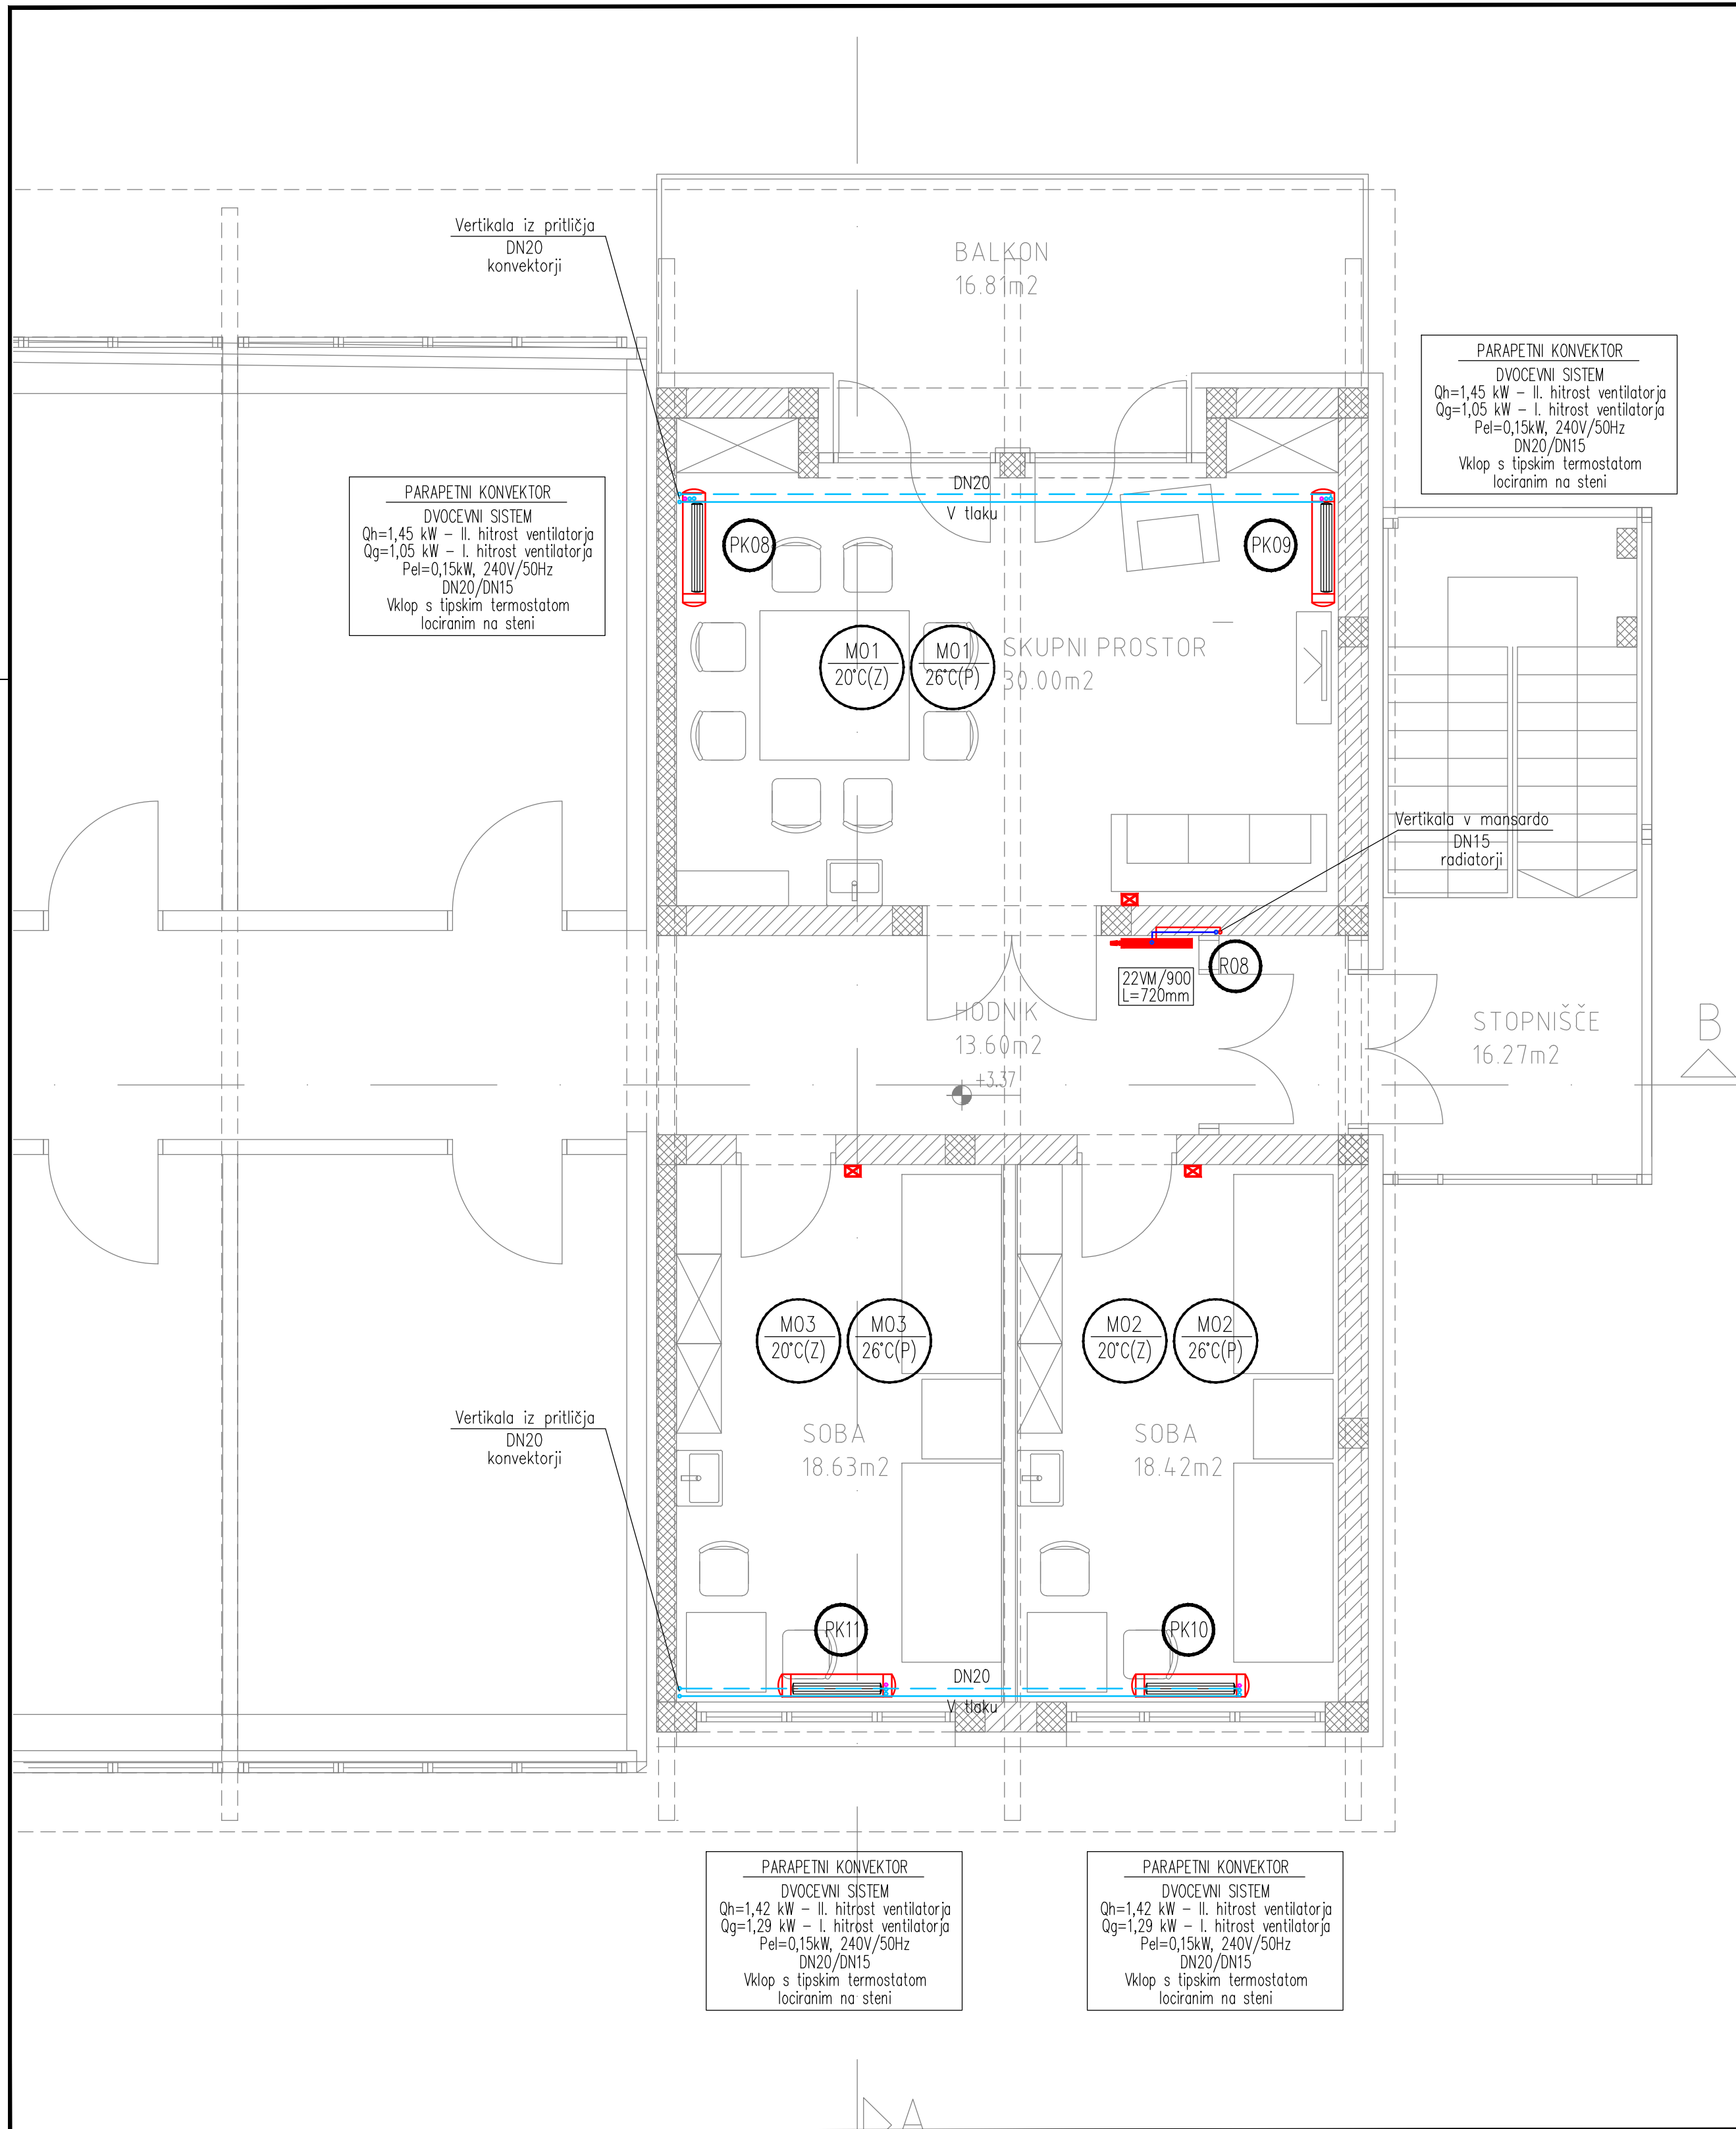 Vertikala iz pritličja
DN20
konvektorji
BALKON
16.81m2
PARAPETNI KONVEKTOR
DVOCEVNI SISTEM
Qh=1,45 kW – II. hitrost ventilatorja
Qg=1,05 kW – I. hitrost ventilatorja
Pel=0,15kW, 240V/50Hz
DN20/DN15
Vklop s tipskim termostatom
lociranim na steni
PARAPETNI KONVEKTOR
DVOCEVNI SISTEM
Qh=1,45 kW – II. hitrost ventilatorja
Qg=1,05 kW – I. hitrost ventilatorja
Pel=0,15kW, 240V/50Hz
DN20/DN15
Vklop s tipskim termostatom
lociranim na steni
DN20
V tlaku
PK08
PK09
M01
20°C(Z)
M01
26°C(P)
SKUPNI PROSTOR
30.00m2
Vertikala v mansardo
DN15
radiatorji
R08
22VM/900
L=720mm
HODNIK
13.60m2
+3.37
STOPNIŠČE
16.27m2
B
M03
20°C(Z)
M03
26°C(P)
M02
20°C(Z)
M02
26°C(P)
Vertikala iz pritličja
DN20
konvektorji
SOBA
18.63m2
SOBA
18.42m2
PK11
PK10
DN20
V tlaku
PARAPETNI KONVEKTOR
DVOCEVNI SISTEM
Qh=1,42 kW – II. hitrost ventilatorja
Qg=1,29 kW – I. hitrost ventilatorja
Pel=0,15kW, 240V/50Hz
DN20/DN15
Vklop s tipskim termostatom
lociranim na steni
PARAPETNI KONVEKTOR
DVOCEVNI SISTEM
Qh=1,42 kW – II. hitrost ventilatorja
Qg=1,29 kW – I. hitrost ventilatorja
Pel=0,15kW, 240V/50Hz
DN20/DN15
Vklop s tipskim termostatom
lociranim na steni
A